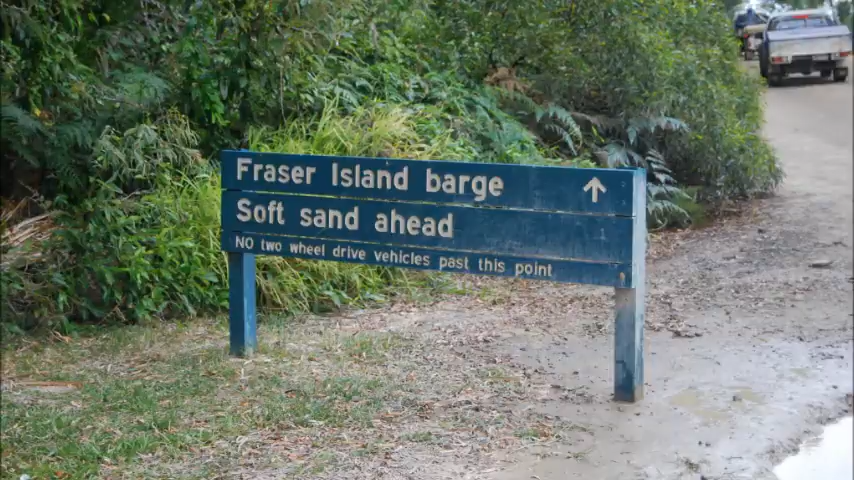 Fraser Island barge ↑
Soft sand ahead
NO two wheel drive vehicles past this point